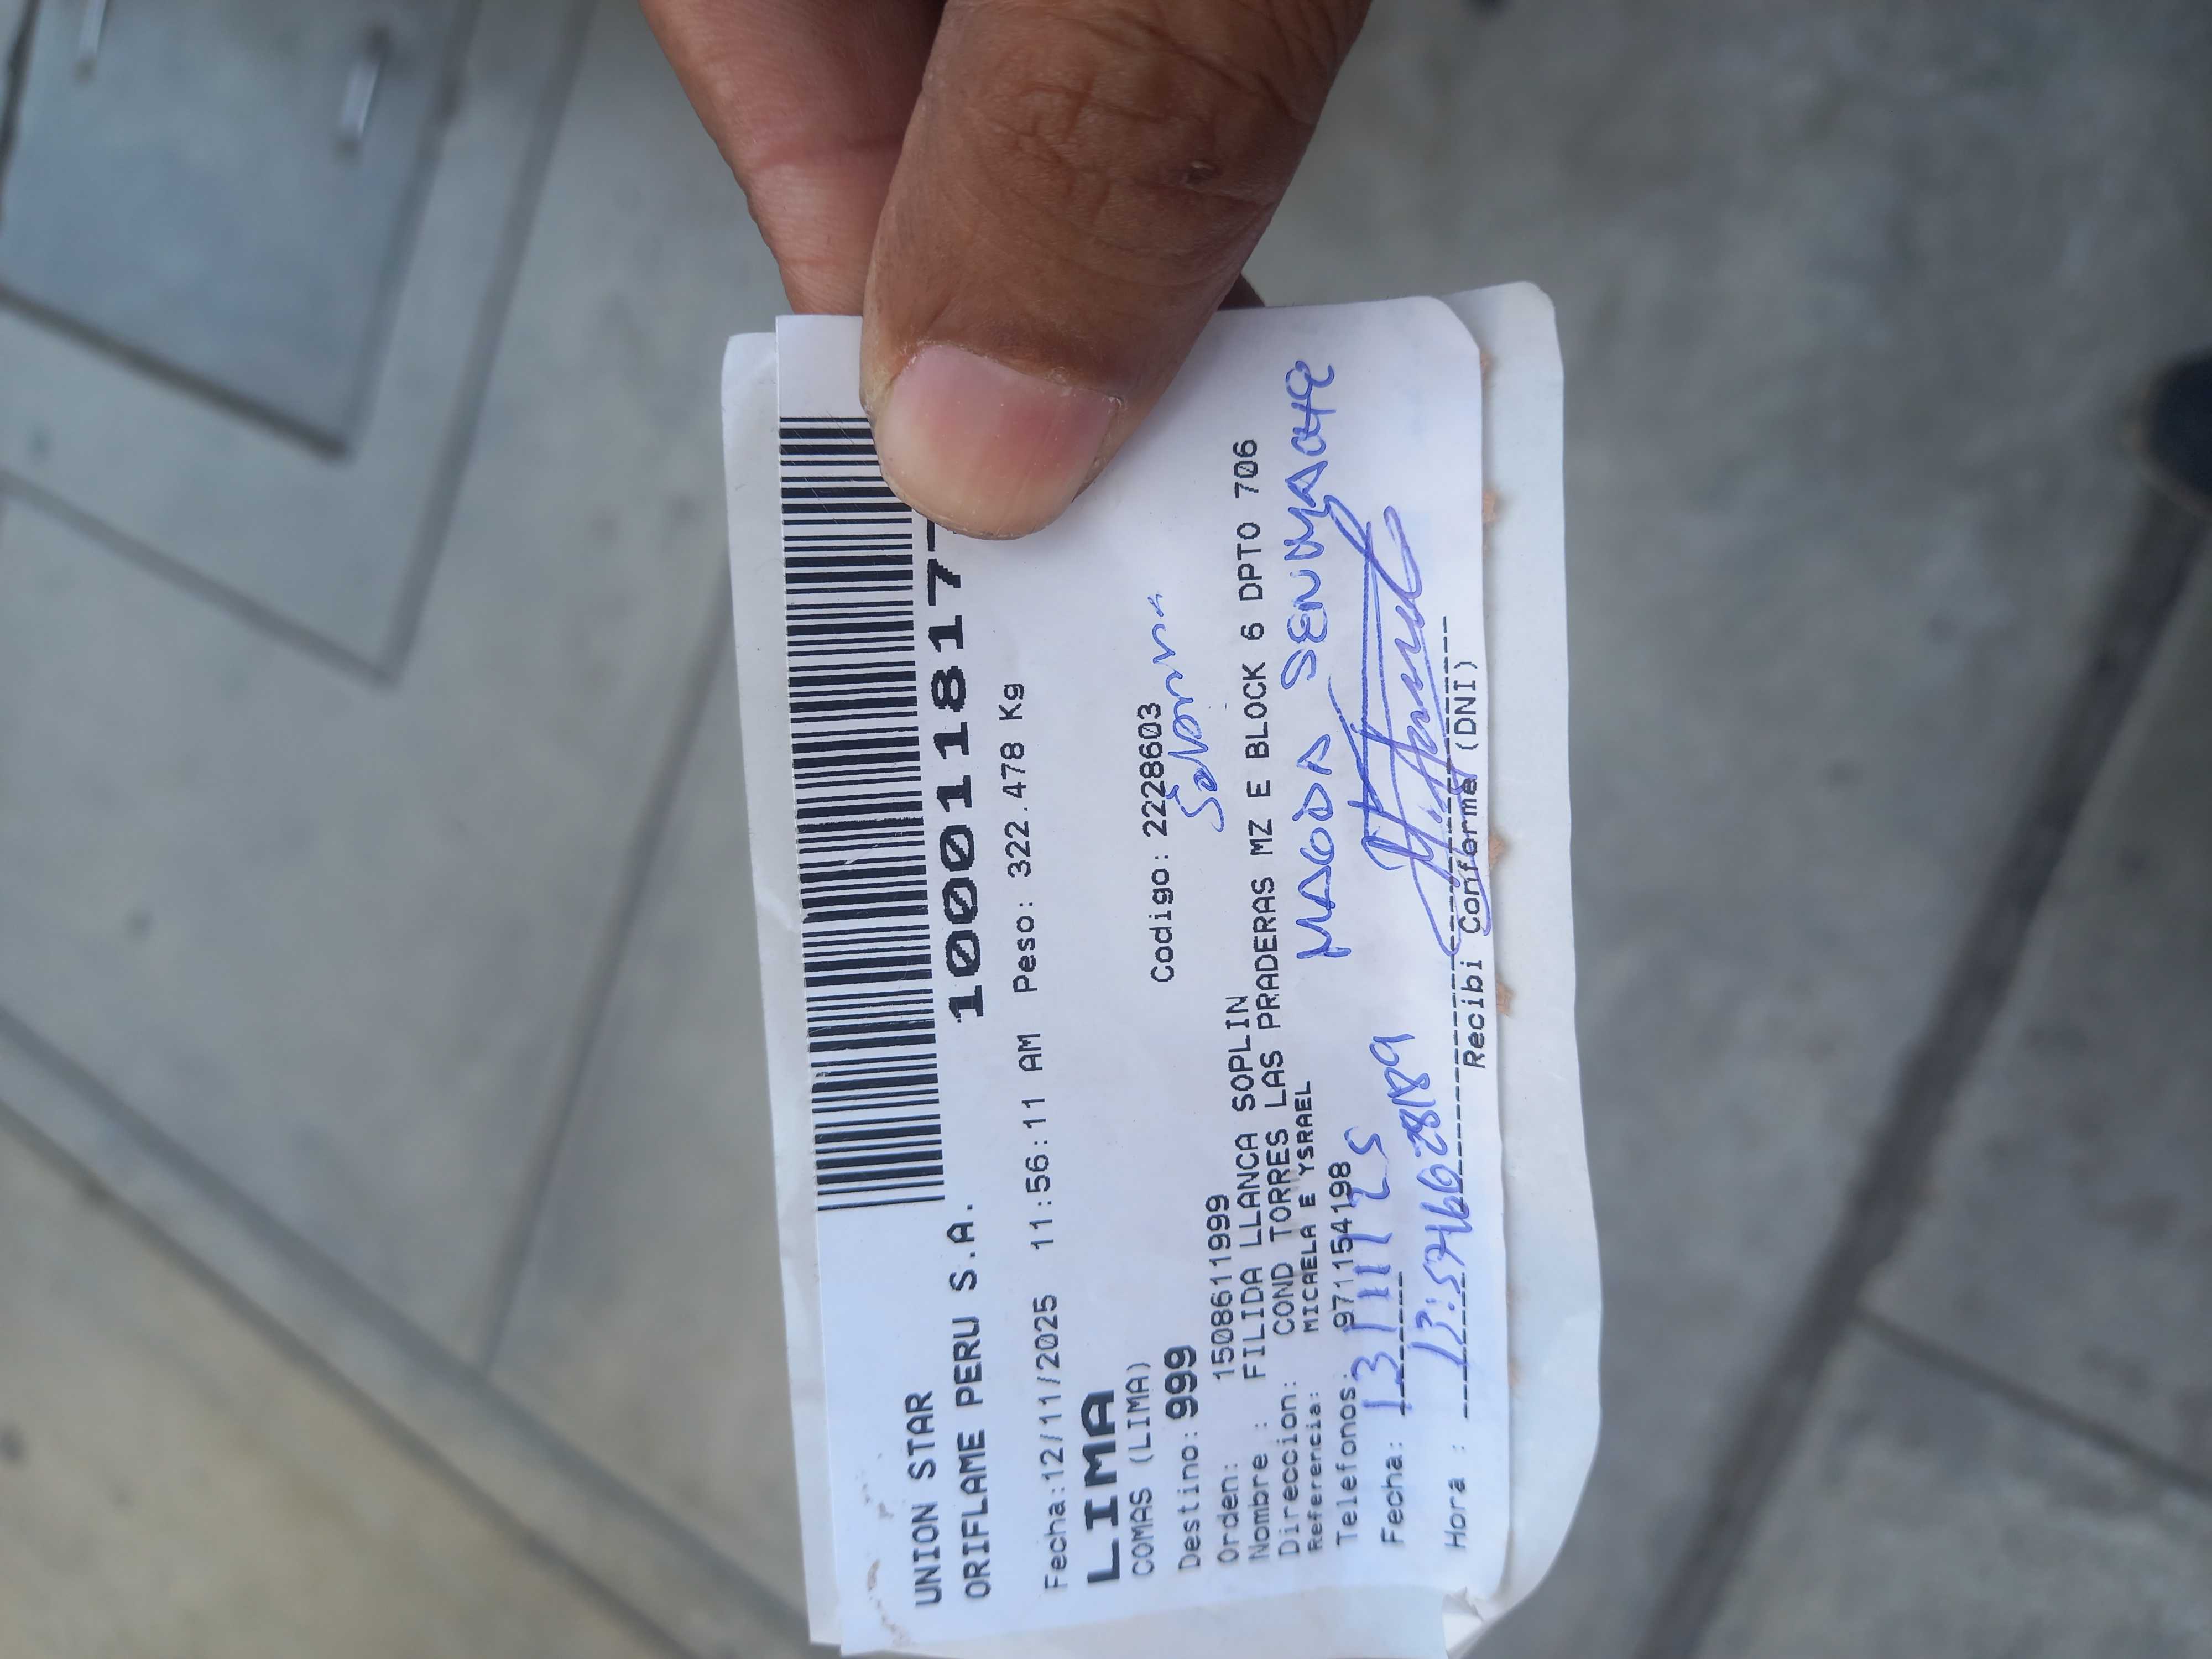 UNION STAR
ORIFLAME PERU S.A.
10001181
Fecha:12/11/2025 11:56:11 AM Peso: 322.478 Kg
LIMA
COMAS (LIMA)
Destino: 999 Codigo: 2228603
Orden: 1508611999
Nombre : FILIDA LLANCA SOPLIN
Direccion: COND TORRES LAS PRADERAS MZ E BLOCK 6 DPTO 706
Referencia: MICAELA E YSRAEL
Telefonos: 971154198
MAGDA
Fecha: 13/11/25
Hora :
Recibi Conforme (DNI)